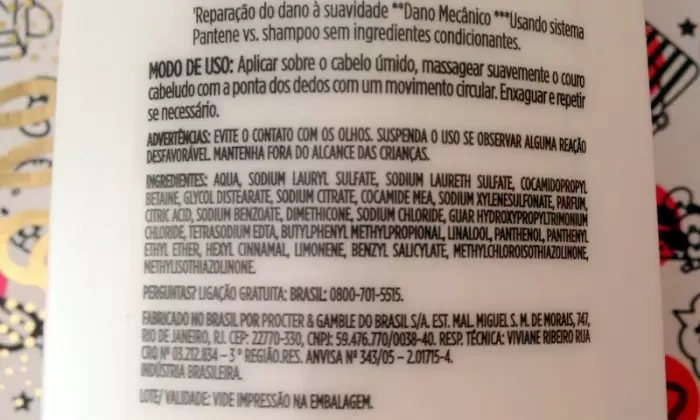 'Reparação do dano à suavidade **Dano Mecânico ***Usando sistema
Pantene vs. shampoo sem ingredientes condicionantes.
MODO DE USO: Aplicar sobre o cabelo úmido, massagear suavemente o couro
cabeludo com a ponta dos dedos com um movimento circular. Enxaguar e repetir
se necessário.
ADVERTÊNCIAS: EVITE O CONTATO COM OS OLHOS. SUSPENDA O USO SE OBSERVAR ALGUMA REAÇÃO
DESFAVORÁVEL. MANTENHA FORA DO ALCANCE DAS CRIANÇAS.
INGREDIENTES: AQUA, SODIUM LAURYL SULFATE, SODIUM LAURETH SULFATE, COCAMIDOPROPYL
BETAINE, GLYCOL DISTEARATE, SODIUM CITRATE, COCAMIDE MEA, SODIUM XYLENESULFONATE, PARFUM,
CITRIC ACID, SODIUM BENZOATE, DIMETHICONE, SODIUM CHLORIDE, GUAR HYDROXYPROPYLTRIMONIUM
CHLORIDE, TETRASODIUM EDTA, BUTYLPHENYL METHYLPROPIONAL, LINALOOL, PANTHENOL, PANTHENYL
ETHYL ETHER, HEXYL CINNAMAL, LIMONENE, BENZYL SALICYLATE, METHYLCHLOROISOTHIAZOLINONE,
METHYLISOTHIAZOLINONE.
PERGUNTAS? LIGAÇÃO GRATUITA: BRASIL: 0800-701-5515.
FABRICADO NO BRASIL POR PROCTER & GAMBLE DO BRASIL S/A. EST. MAL. MIGUEL S. M. DE MORAIS, 747,
RIO DE JANEIRO, RJ. CEP: 22770-330, CNPJ: 59.476.770/0038-40. RESP. TÉCNICA: VIVIANE RIBEIRO RUA
CRQ Nº 03.212.834 – 3ª REGIÃO.RES. ANVISA Nº 343/05 – 2.01715-4.
INDÚSTRIA BRASILEIRA.
LOTE/ VALIDADE: VIDE IMPRESSÃO NA EMBALAGEM.